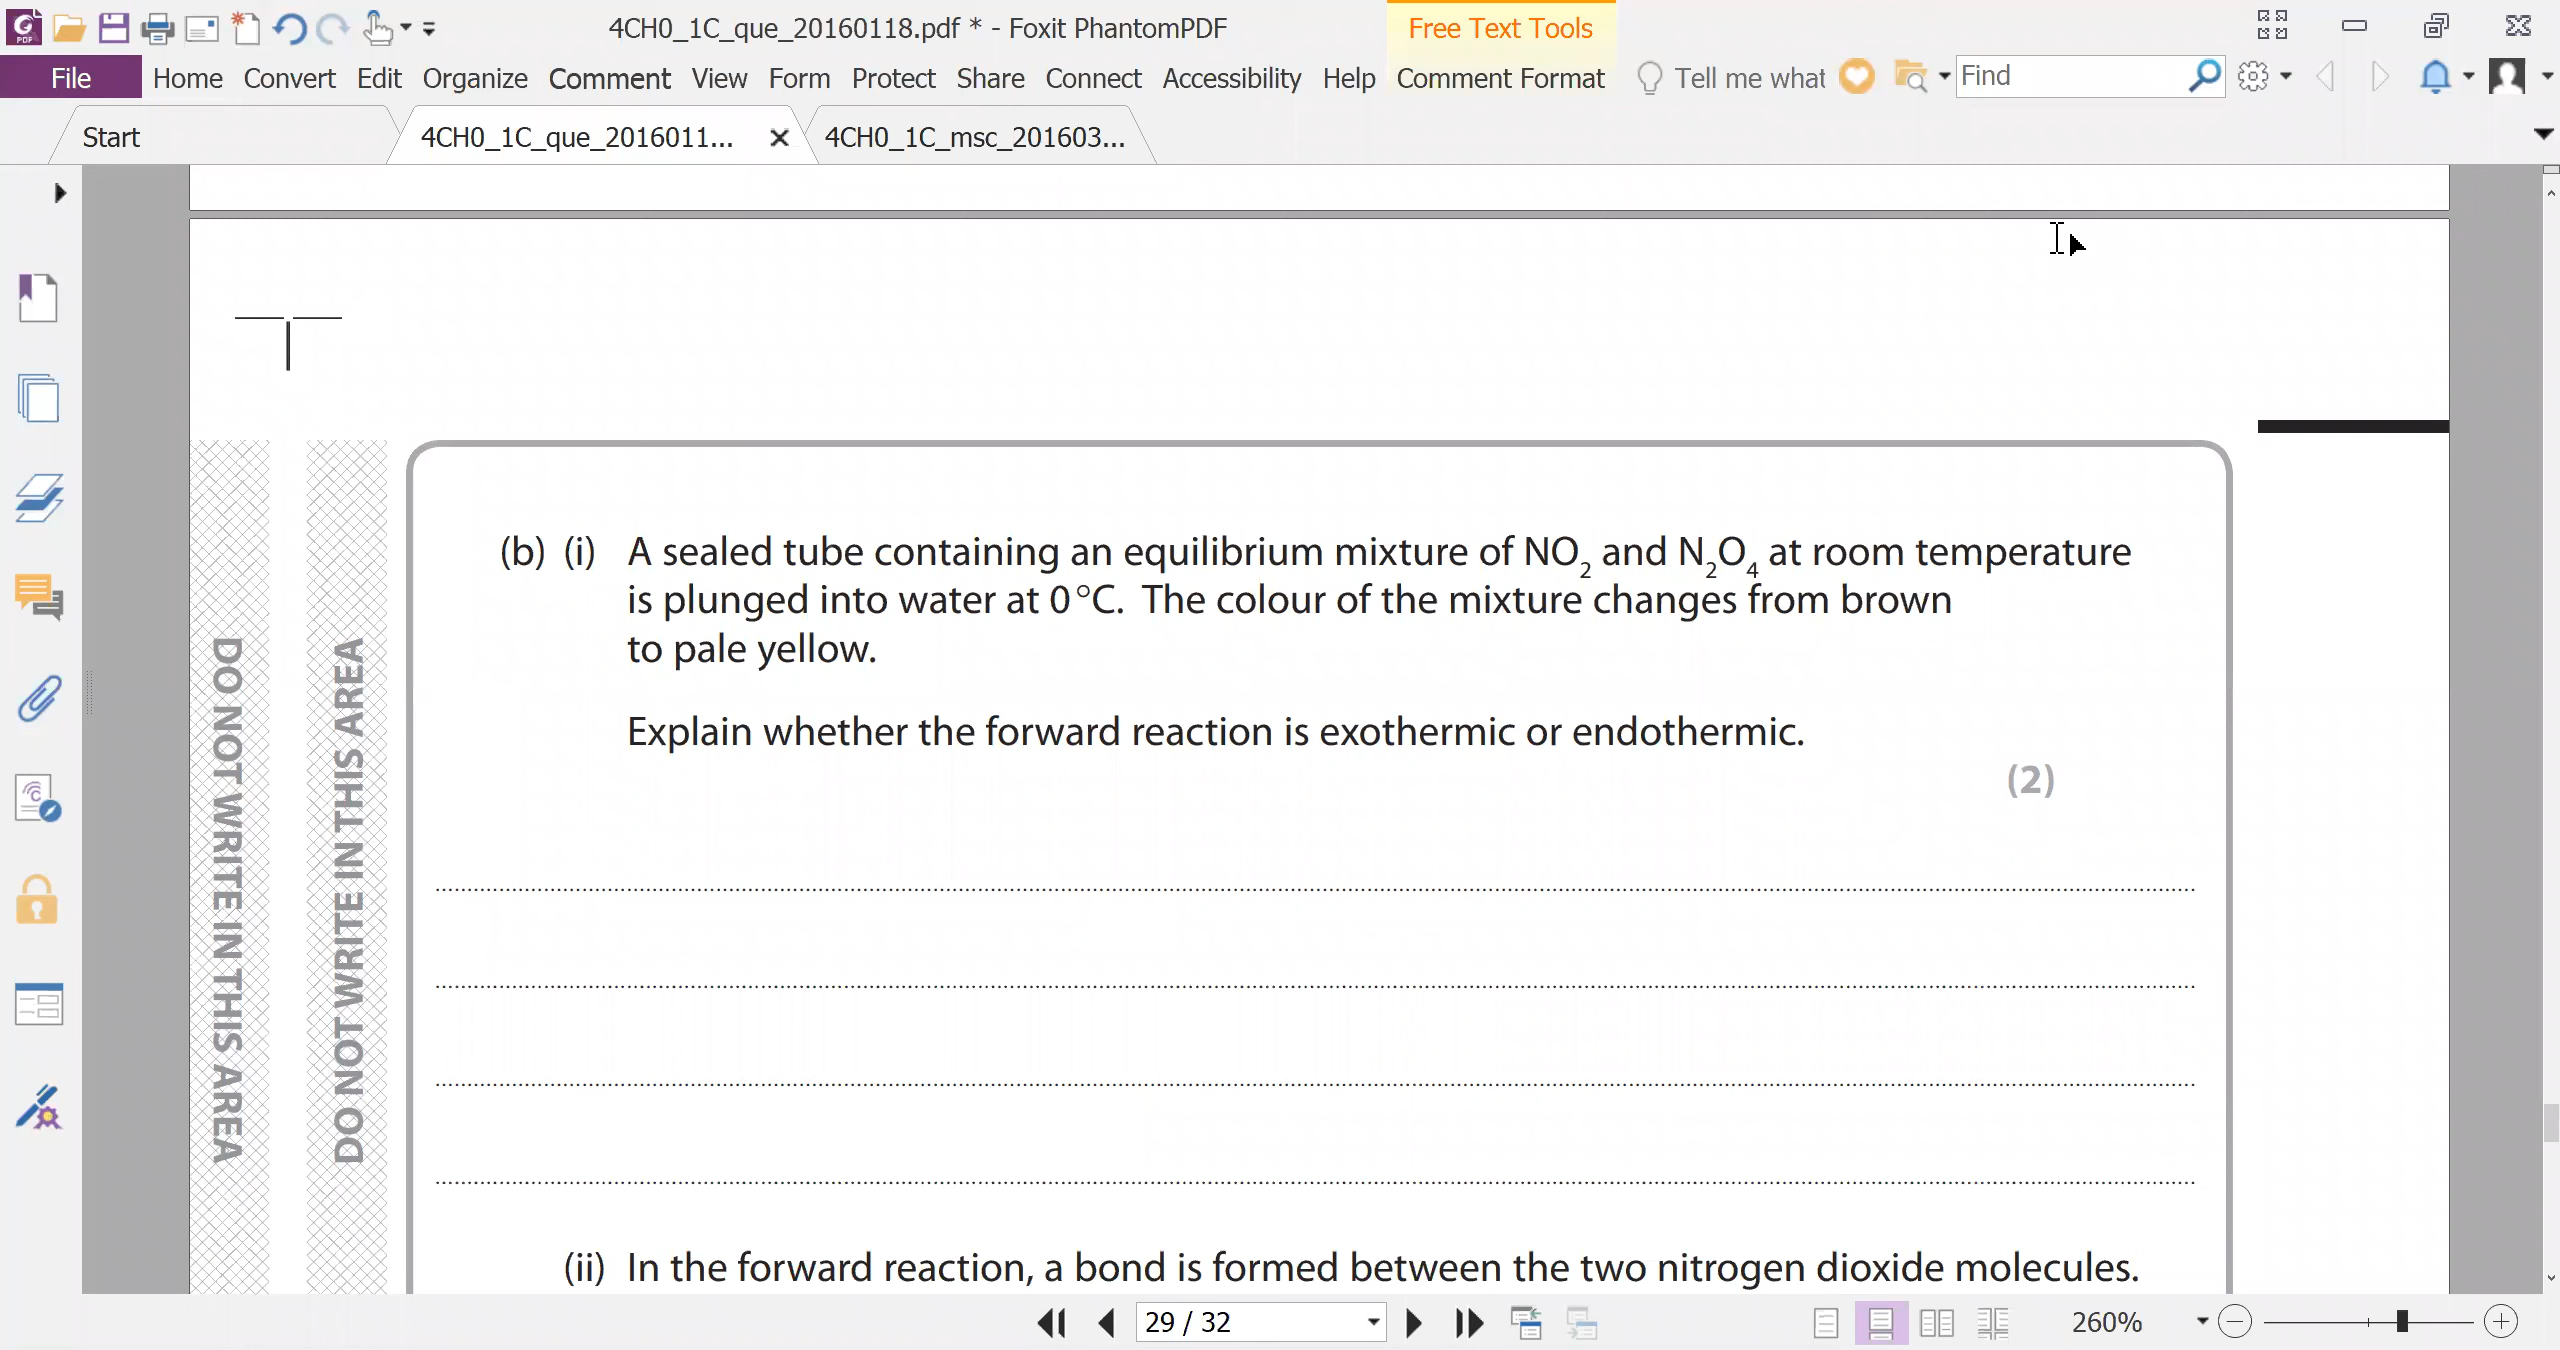 4CH0_1C_que_20160118.pdf * - Foxit PhantomPDF
Free Text Tools
File Home Convert Edit Organize Comment View Form Protect Share Connect Accessibility Help Comment Format Tell me what Find
Start 4CH0_1C_que_2016011... 4CH0_1C_msc_201603...
DO NOT WRITE IN THIS AREA
DO NOT WRITE IN THIS AREA
(b) (i) A sealed tube containing an equilibrium mixture of NO₂ and N₂O₄ at room temperature
is plunged into water at 0 °C. The colour of the mixture changes from brown
to pale yellow.
Explain whether the forward reaction is exothermic or endothermic.
(2)
(ii) In the forward reaction, a bond is formed between the two nitrogen dioxide molecules.
29 / 32
260%